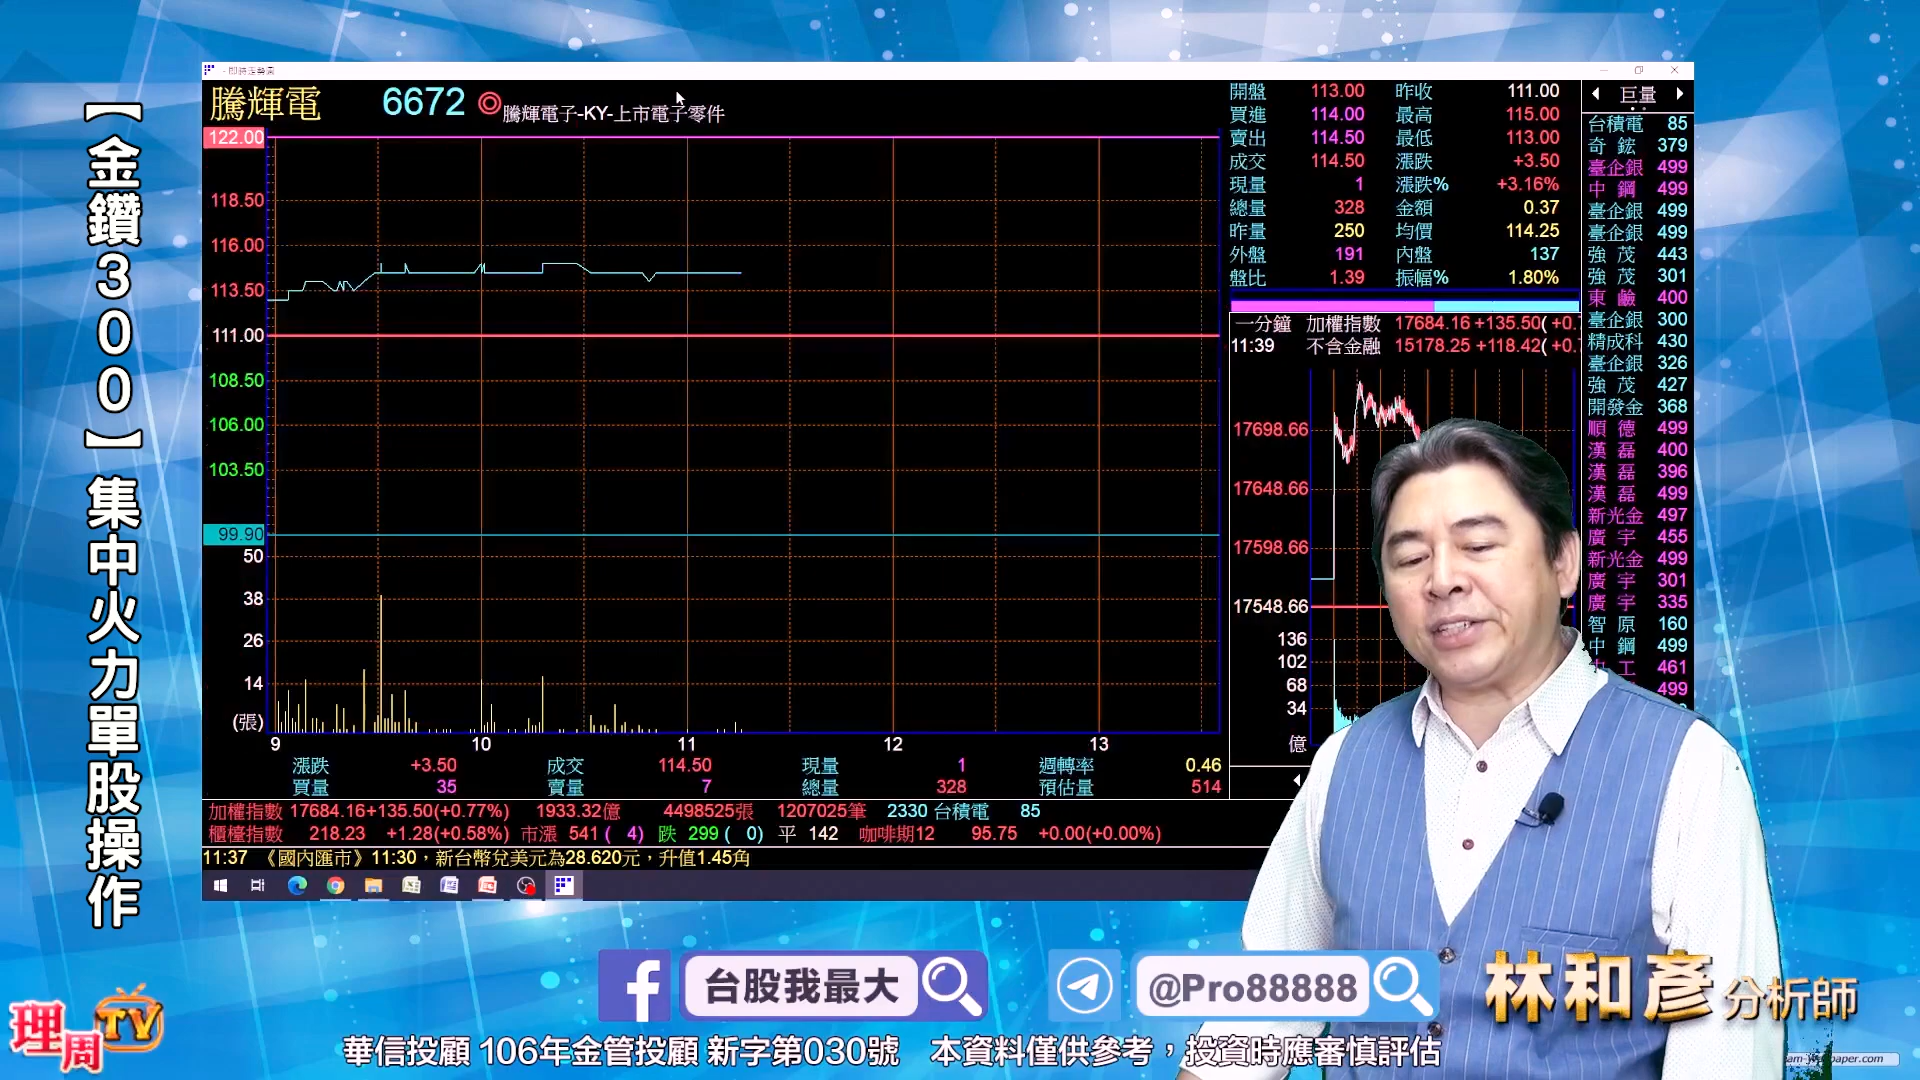 【金鑽300】集中火力單股操作
騰輝電 6672 ◎騰輝電子-KY-上市電子零件
122.00
118.50
116.00
113.50
111.00
108.50
106.00
103.50
99.90
50
38
26
14
(張)
9 10 11 12 13
開盤 113.00 昨收 111.00
買進 114.00 最高 115.00
賣出 114.50 最低 113.00
成交 114.50 漲跌 +3.50
現量 1 漲跌% +3.16%
總量 328 金額 0.37
昨量 250 均價 114.25
外盤 191 內盤 137
盤比 1.39 振幅% 1.80%
一分鐘 加權指數 17684.16 +135.50( +0.7
11:39 不含金融 15178.25 +118.42( +0.7
17698.66
17648.66
17598.66
17548.66
136
102
68
34
億
巨量
台積電 85
奇鋐 379
臺企銀 499
中鋼 499
臺企銀 499
臺企銀 499
強茂 443
強茂 301
東鹼 400
臺企銀 300
精成科 430
臺企銀 326
強茂 427
開發金 368
順德 499
漢磊 400
漢磊 396
漢磊 499
新光金 497
廣宇 455
新光金 499
廣宇 301
廣宇 335
智原 160
中鋼 499
工 461
499
漲跌 +3.50 成交 114.50 現量 1 週轉率 0.46
買量 35 賣量 7 總量 328 預估量 514
加權指數 17684.16+135.50(+0.77%) 1933.32億 4498525張 1207025筆 2330 台積電 85
櫃檯指數 218.23 +1.28(+0.58%) 市漲 541( 4) 跌 299( 0) 平 142 咖啡期12 95.75 +0.00(+0.00%)
11:37 《國內匯市》11:30，新台幣兌美元為28.620元，升值1.45角
台股我最大
@Pro88888
林和彥 分析師
理周TV
華信投顧 106年金管投顧 新字第030號 本資料僅供參考，投資時應審慎評估